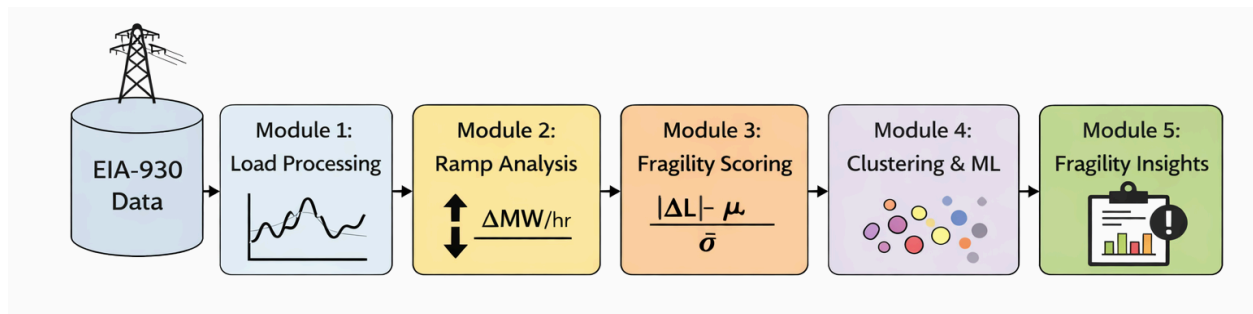 EIA-930
Data
Module 1:
Load Processing
Module 2:
Ramp Analysis
ΔMW/hr
Module 3:
Fragility Scoring
|ΔL|- μ
σ̄
Module 4:
Clustering & ML
Module 5:
Fragility Insights
!